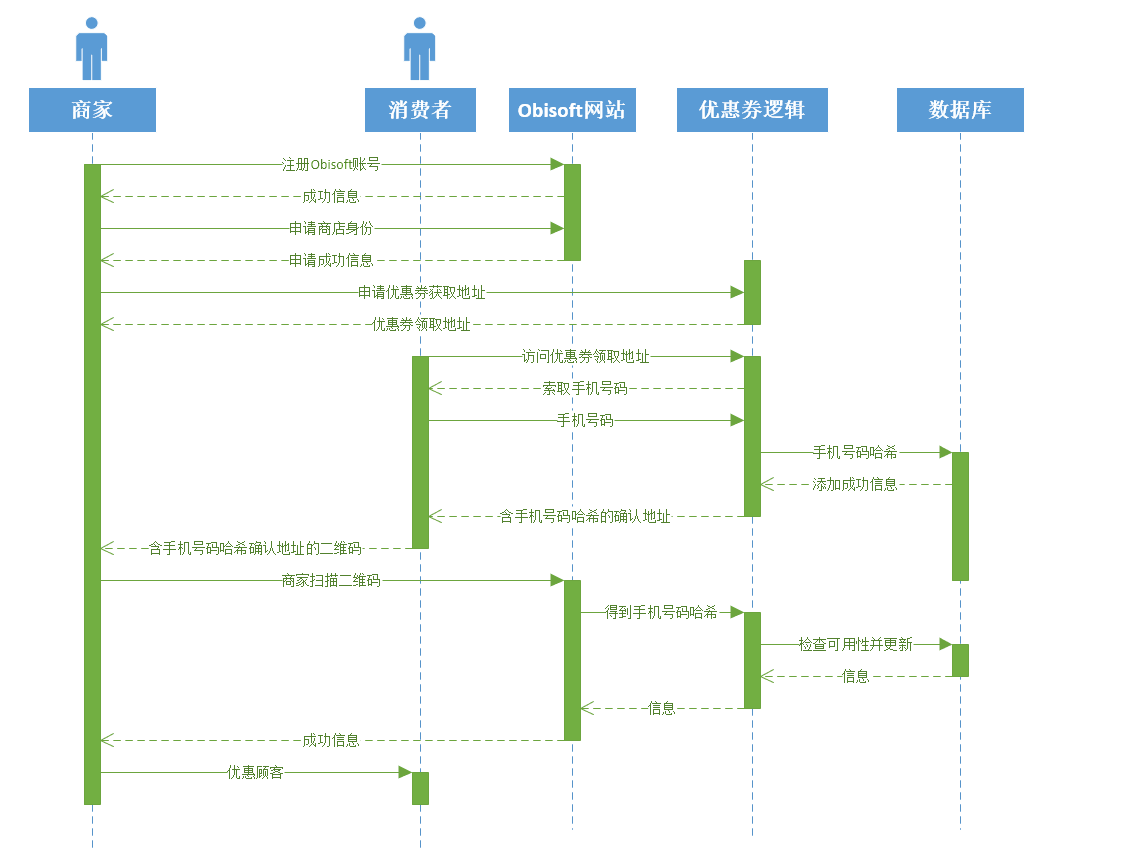 商家
消费者
Obisoft网站
优惠券逻辑
数据库
注册Obisoft账号
成功信息
申请商店身份
申请成功信息
申请优惠券获取地址
优惠券领取地址
访问优惠券领取地址
索取手机号码
手机号码
手机号码哈希
添加成功信息
含手机号码哈希的确认地址
含手机号码哈希确认地址的二维码
商家扫描二维码
得到手机号码哈希
检查可用性并更新
信息
信息
成功信息
优惠顾客